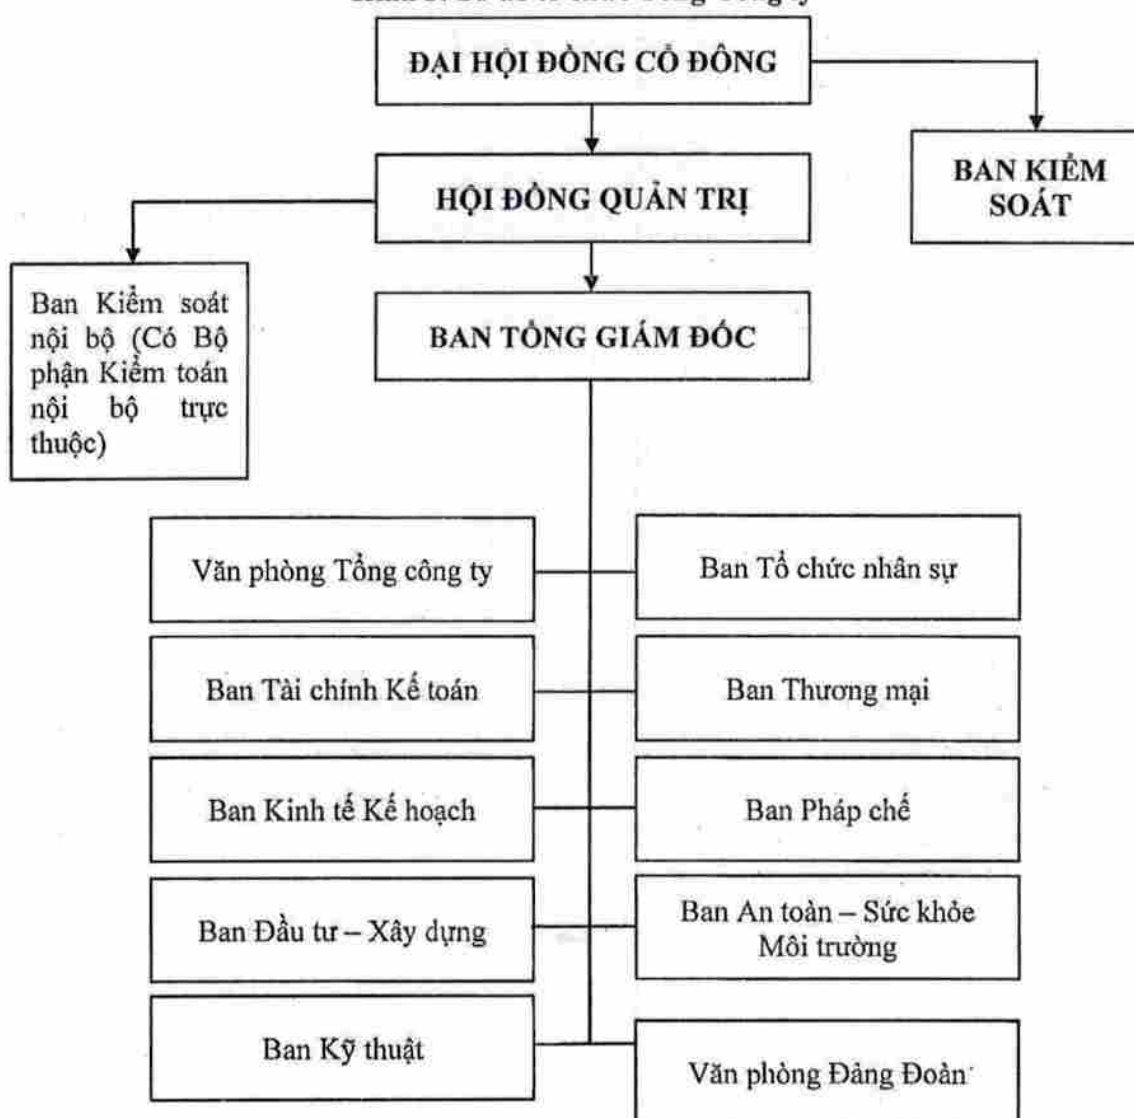 ĐẠI HỘI ĐỒNG CỔ ĐÔNG
BAN KIỂM
SOÁT
HỘI ĐỒNG QUẢN TRỊ
Ban Kiểm soát
nội bộ (Có Bộ
phận Kiểm toán
nội bộ trực
thuộc)
BAN TỔNG GIÁM ĐỐC
Văn phòng Tổng công ty
Ban Tổ chức nhân sự
Ban Tài chính Kế toán
Ban Thương mại
Ban Kinh tế Kế hoạch
Ban Pháp chế
Ban Đầu tư – Xây dựng
Ban An toàn – Sức khỏe
Môi trường
Ban Kỹ thuật
Văn phòng Đảng Đoàn